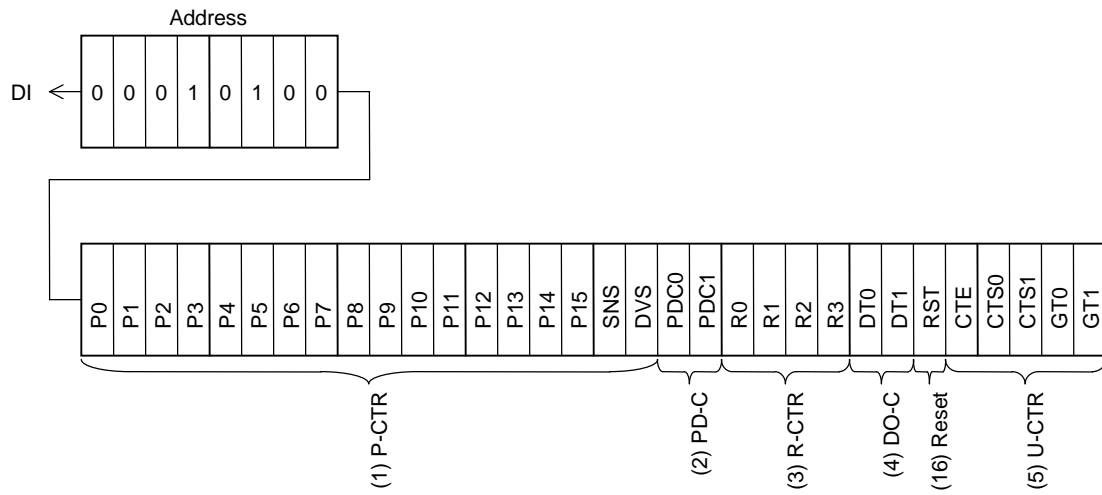 Address
DI 0 0 0 1 0 1 0 0
P0 P1 P2 P3 P4 P5 P6 P7 P8 P9 P10 P11 P12 P13 P14 P15 SNS DVS PDC0 PDC1 R0 R1 R2 R3 DT0 DT1 RST CTE CTS0 CTS1 GT0 GT1
(1) P-CTR (2) PD-C (3) R-CTR (4) DO-C (16) Reset (5) U-CTR